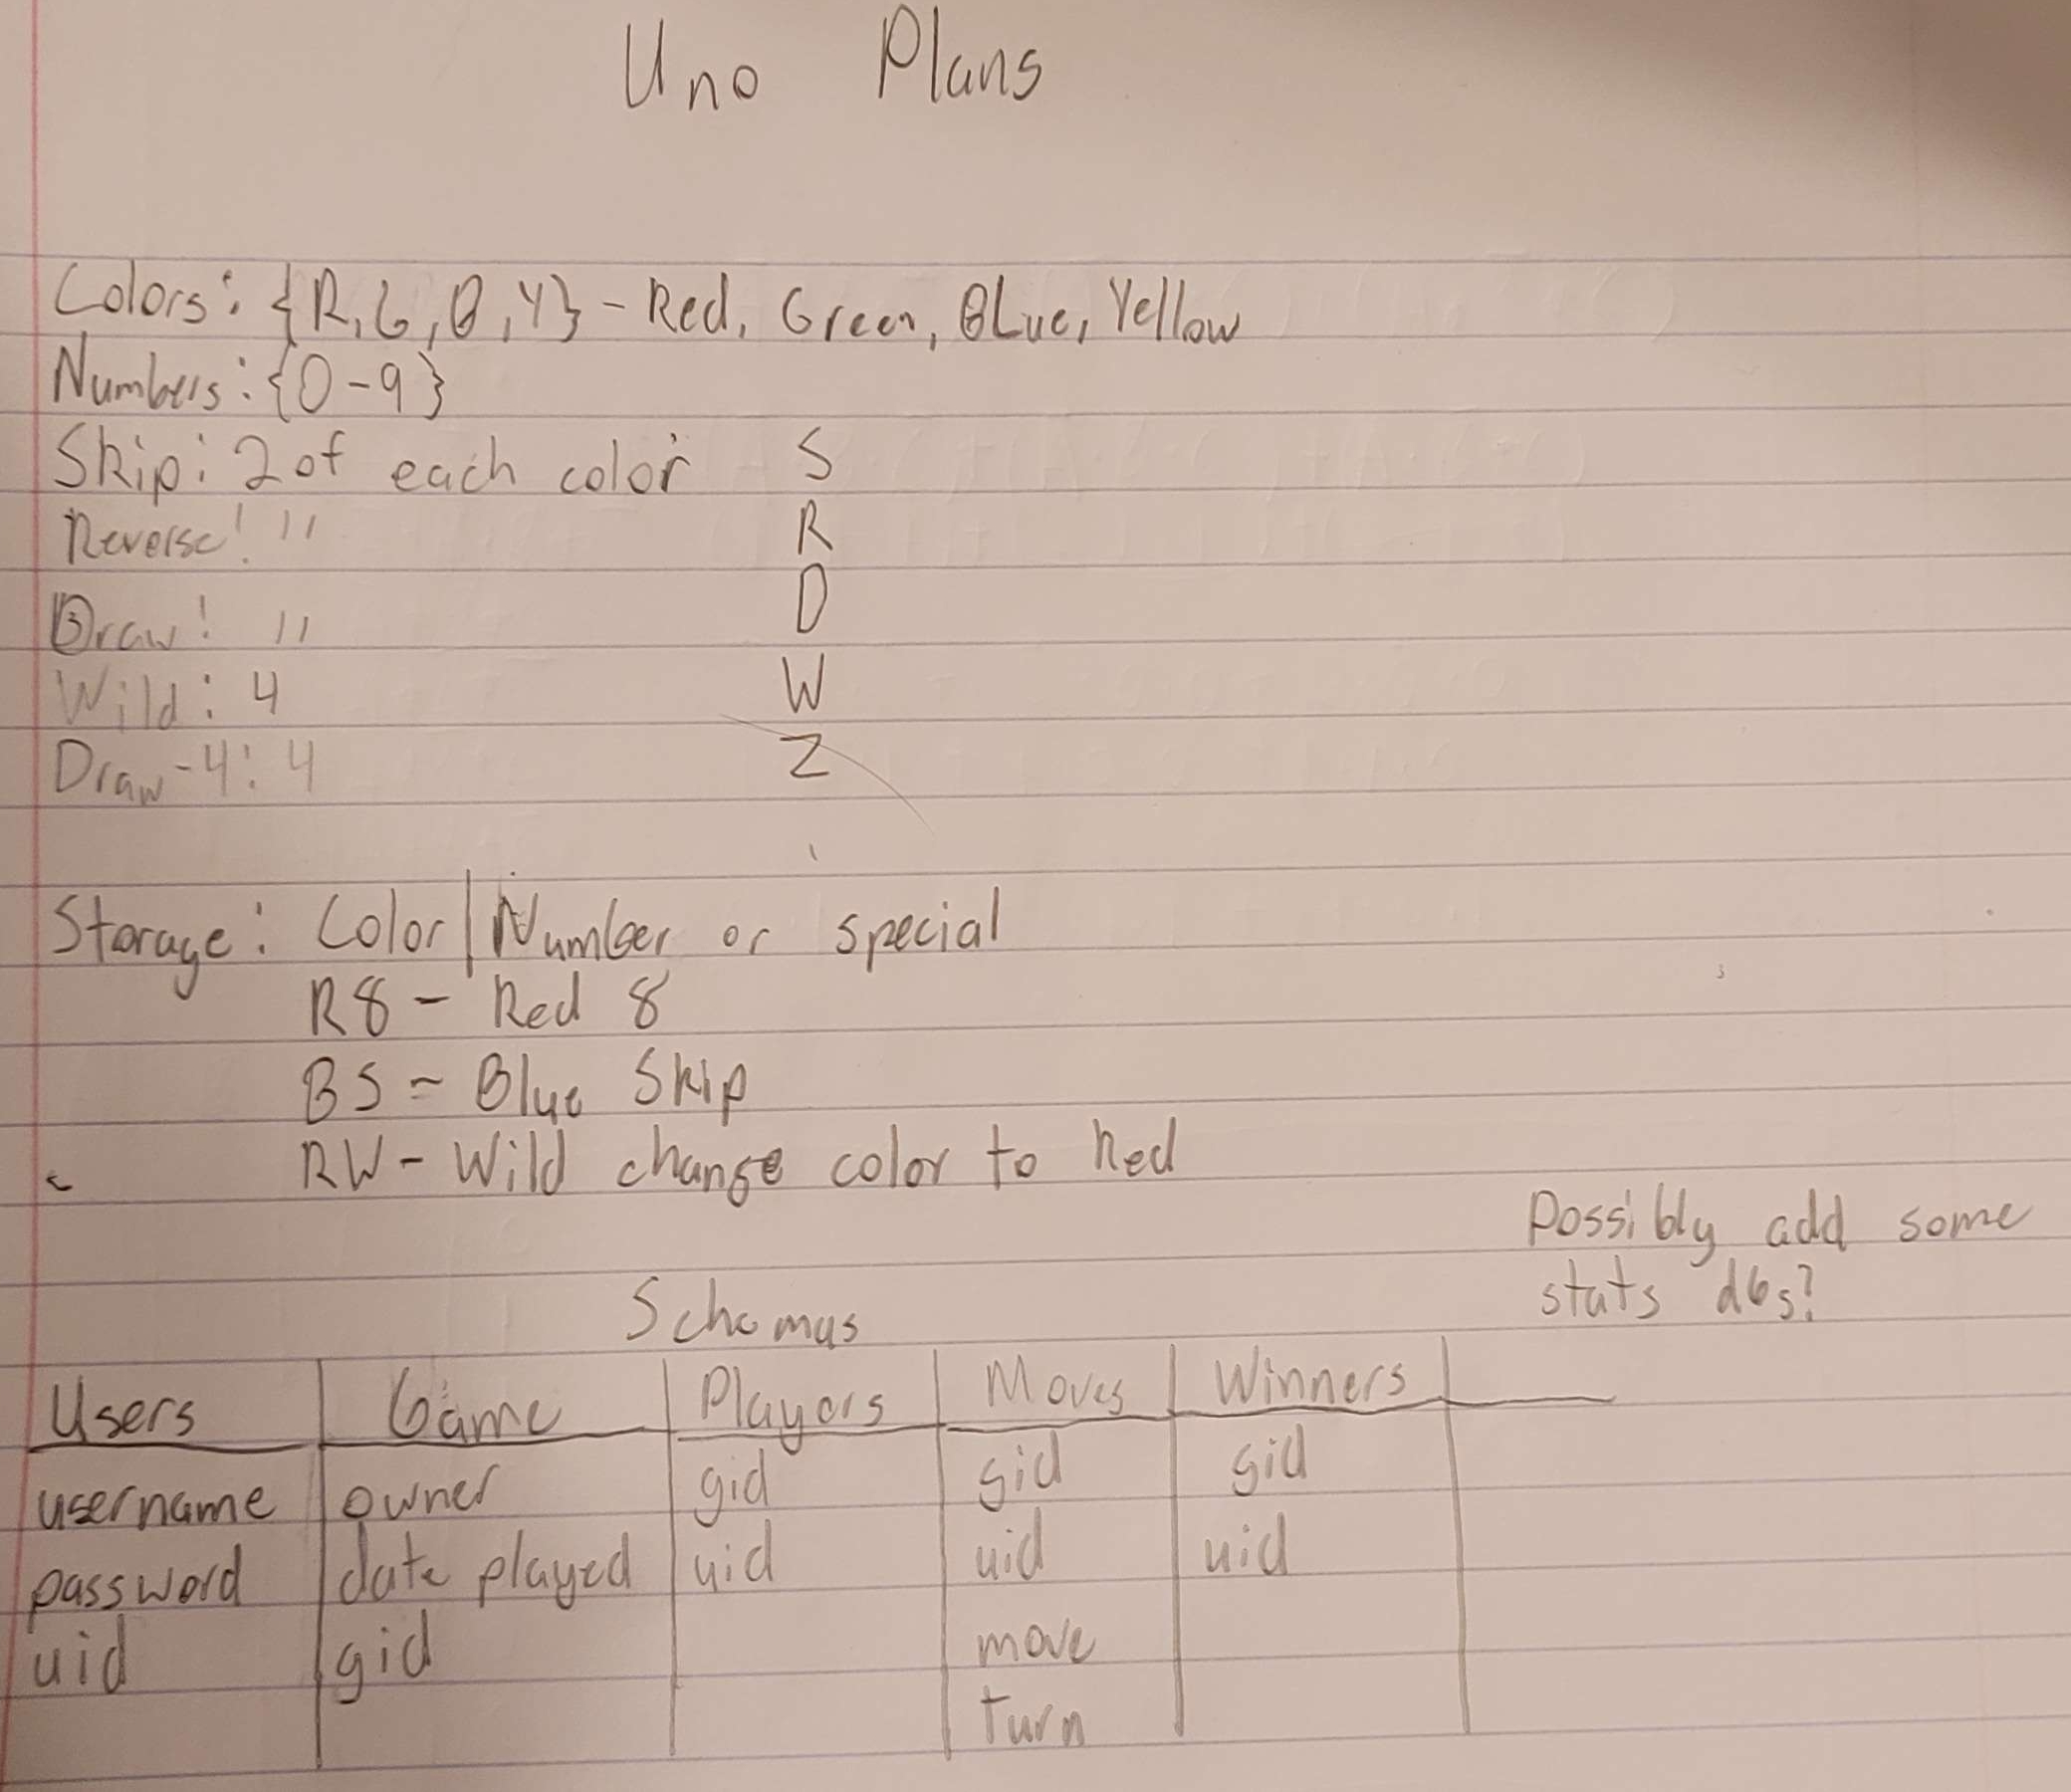 Uno Plans
Colors: {R, G, B, Y} - Red, Green, BLue, Yellow
Numbers: {0-9}
Skip: 2 of each color S
Reverse: " R
Draw: " D
Wild: 4 W
Draw-4: 4 Z
Storage: Color | Number or special
R8 - Red 8
BS - Blue Skip
RW - Wild change color to Red
Possibly add some
stats dbs?
Schemas
Users | Game | Players | Moves | Winners
username | owner | gid | gid | gid
password | date played | uid | uid | uid
uid | gid | | move |
turn